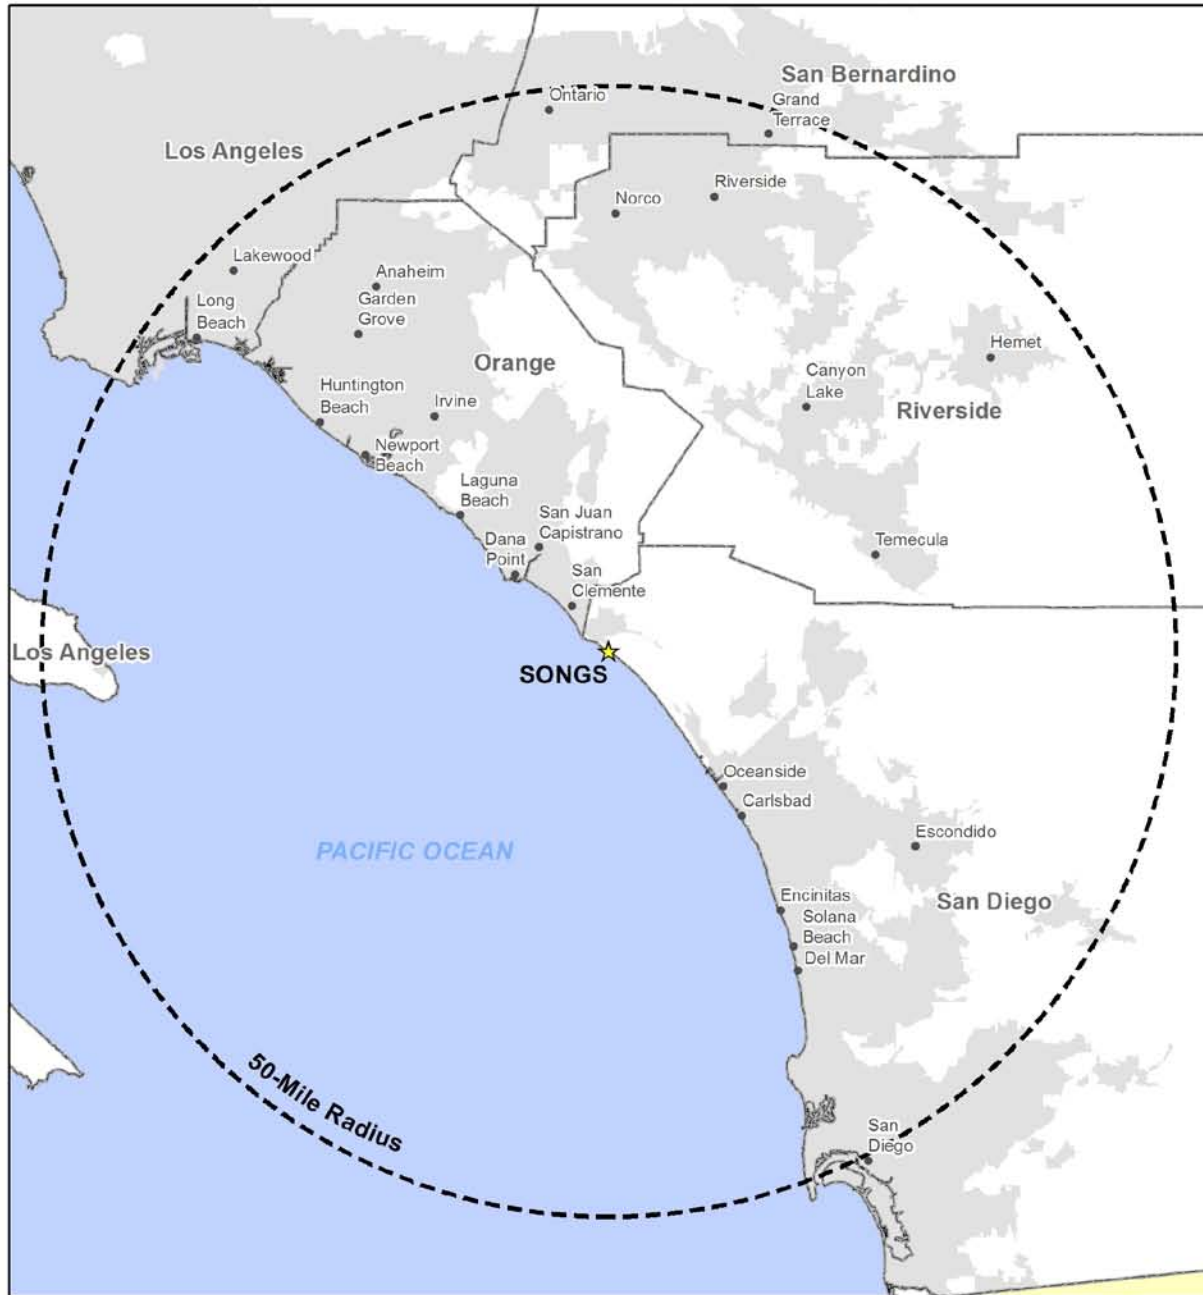 San Bernardino
Ontario
Grand
Terrace
Los Angeles
Riverside
Norco
Lakewood
Anaheim
Long
Beach
Garden
Grove
Hemet
Orange
Canyon
Lake
Huntington
Beach
Irvine
Riverside
Newport
Beach
Laguna
Beach
San Juan
Capistrano
Dana
Point
Temecula
San
Clemente
Los Angeles
SONGS
Oceanside
Carlsbad
Escondido
PACIFIC OCEAN
Encinitas
San Diego
Solana
Beach
Del Mar
50-Mile Radius
San
Diego